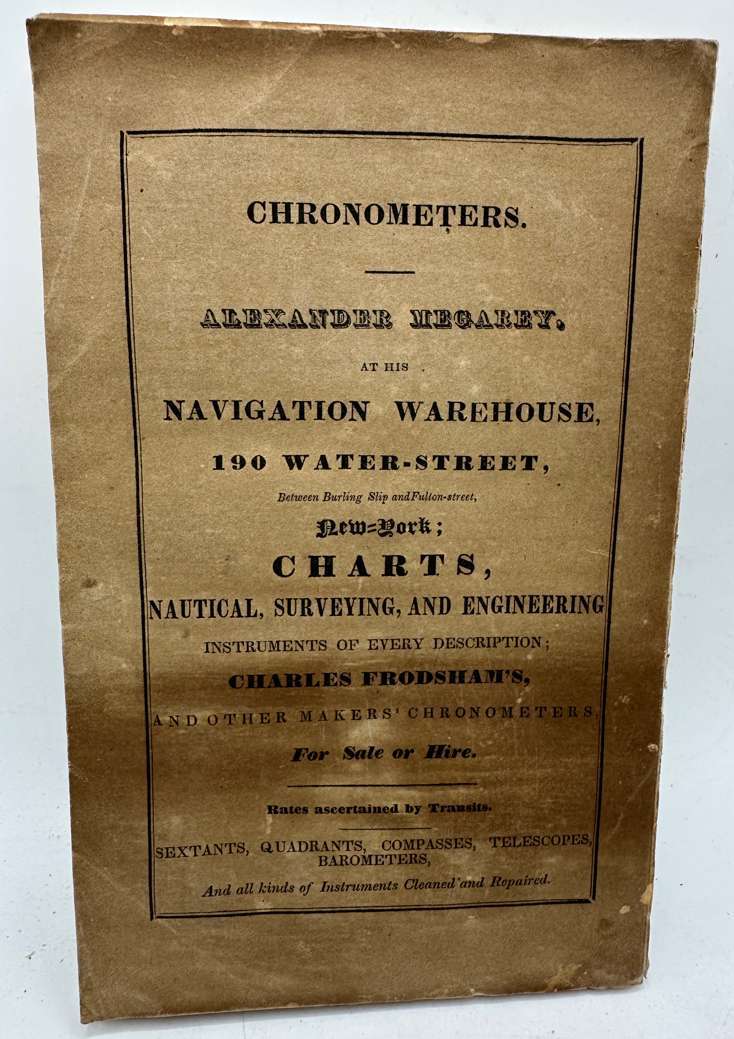 CHRONOMETERS.
ALEXANDER MEGAREY,
AT HIS
NAVIGATION WAREHOUSE,
190 WATER-STREET,
Between Burling Slip and Fulton-street,
New-York;
CHARTS,
NAUTICAL, SURVEYING, AND ENGINEERING
INSTRUMENTS OF EVERY DESCRIPTION;
CHARLES FRODSHAM'S,
AND OTHER MAKERS' CHRONOMETERS,
For Sale or Hire.
Rates ascertained by Transits.
SEXTANTS, QUADRANTS, COMPASSES, TELESCOPES,
BAROMETERS,
And all kinds of Instruments Cleaned and Repaired.